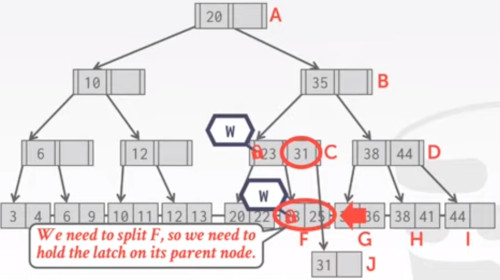 20 A
10 35 B
W
6 12 23 31 C 38 44 D
W
3 4 6 9 10 11 12 13 20 22 25 36 38 41 44
F G H I
We need to split F, so we need to
hold the latch on its parent node.
31 J